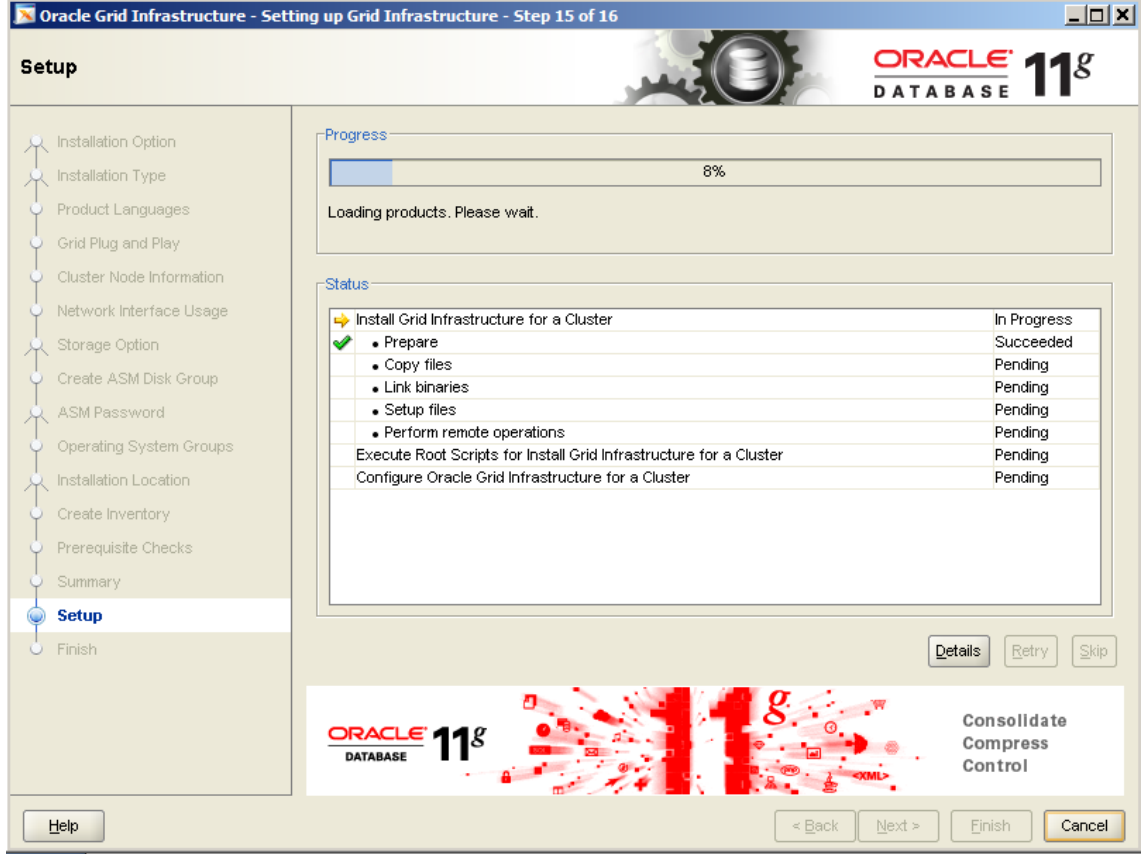 Oracle Grid Infrastructure - Setting up Grid Infrastructure - Step 15 of 16
Setup
ORACLE DATABASE 11g
Installation Option
Installation Type
Product Languages
Grid Plug and Play
Cluster Node Information
Network Interface Usage
Storage Option
Create ASM Disk Group
ASM Password
Operating System Groups
Installation Location
Create Inventory
Prerequisite Checks
Summary
Setup
Finish
Progress
8%
Loading products. Please wait.
Status
Install Grid Infrastructure for a Cluster In Progress
• Prepare Succeeded
• Copy files Pending
• Link binaries Pending
• Setup files Pending
• Perform remote operations Pending
Execute Root Scripts for Install Grid Infrastructure for a Cluster Pending
Configure Oracle Grid Infrastructure for a Cluster Pending
Details Retry Skip
ORACLE DATABASE 11g
11g
SQL
php
<XML>
Consolidate
Compress
Control
Help < Back Next > Finish Cancel